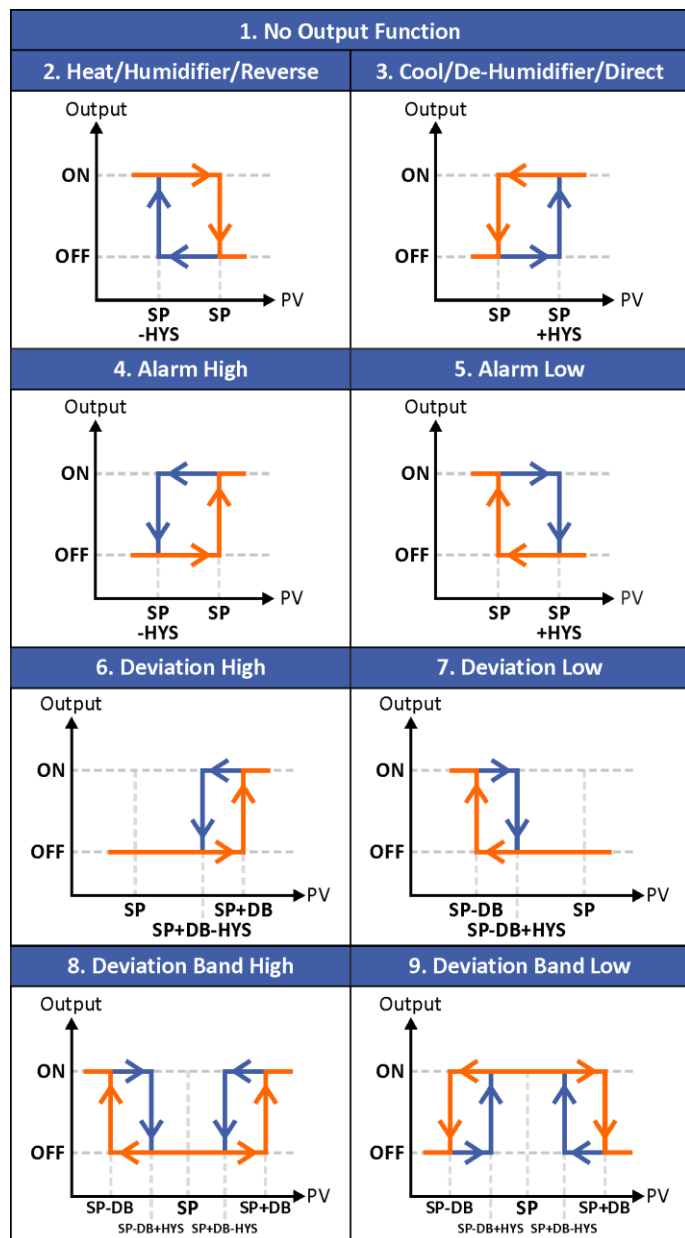 1. No Output Function
2. Heat/Humidifier/Reverse
3. Cool/De-Humidifier/Direct
Output
ON
OFF
PV
SP
-HYS
SP
Output
ON
OFF
PV
SP
SP
+HYS
4. Alarm High
5. Alarm Low
Output
ON
OFF
PV
SP
-HYS
SP
Output
ON
OFF
PV
SP
SP
+HYS
6. Deviation High
7. Deviation Low
Output
ON
OFF
PV
SP
SP+DB
SP+DB-HYS
Output
ON
OFF
PV
SP-DB
SP
SP-DB+HYS
8. Deviation Band High
9. Deviation Band Low
Output
ON
OFF
PV
SP-DB
SP
SP+DB
SP-DB+HYS
SP+DB-HYS
Output
ON
OFF
PV
SP-DB
SP
SP+DB
SP-DB+HYS
SP+DB-HYS